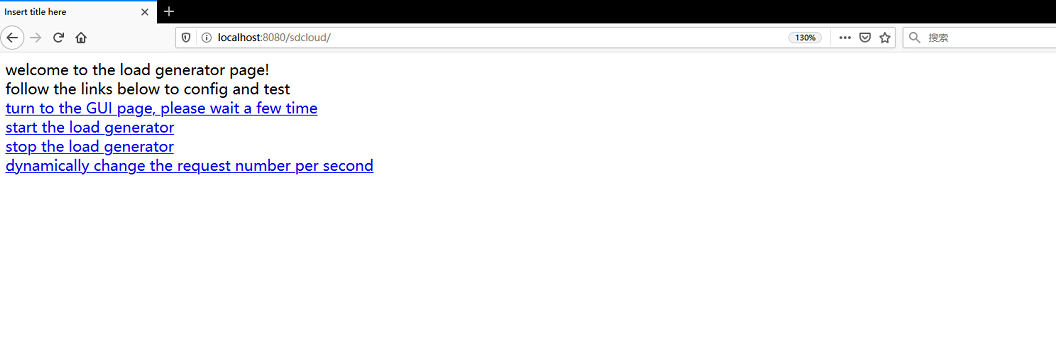 Insert title here
localhost:8080/sdcloud/
130%
搜索
welcome to the load generator page!
follow the links below to config and test
turn to the GUI page, please wait a few time
start the load generator
stop the load generator
dynamically change the request number per second